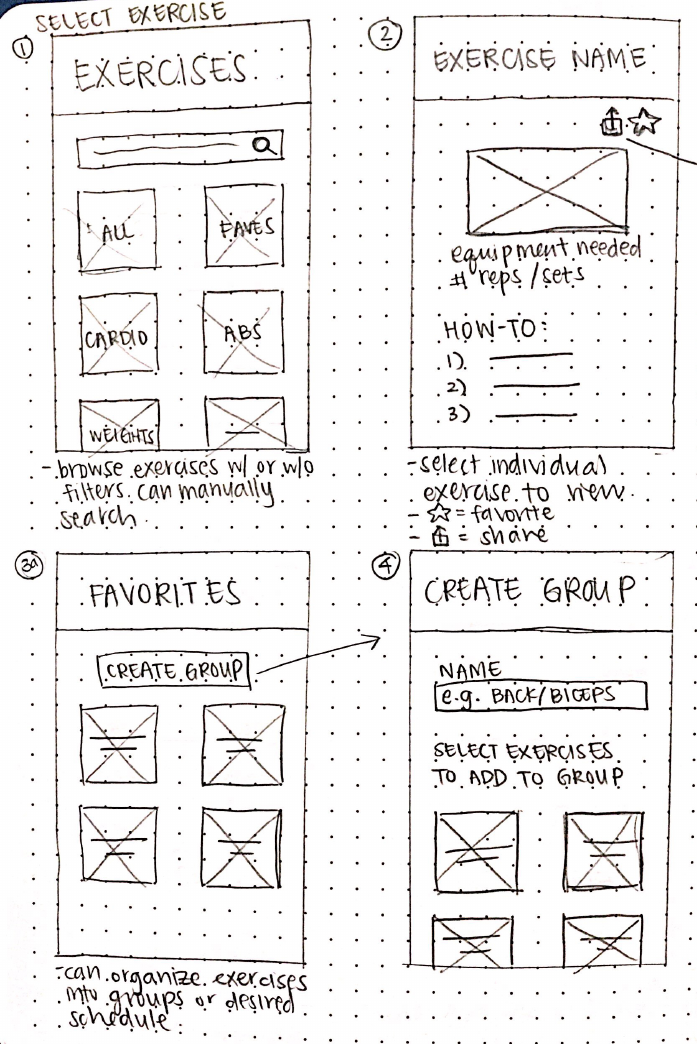 SELECT EXERCISE
①
EXERCISES
ALL
FAVES
CARDIO
ABS
WEIGHTS
- browse exercises w/ or w/o
filters. can manually
search.
②
EXERCISE NAME
equipment needed
# reps/sets
HOW-TO:
1)
2)
3)
- select individual
exercise to view
- ☆ = favorite
- = share
3a
FAVORITES
CREATE GROUP
- can organize exercises
into groups or desired
schedule.
④
CREATE GROUP
NAME
e.g. BACK/BICEPS
SELECT EXERCISES
TO ADD TO GROUP